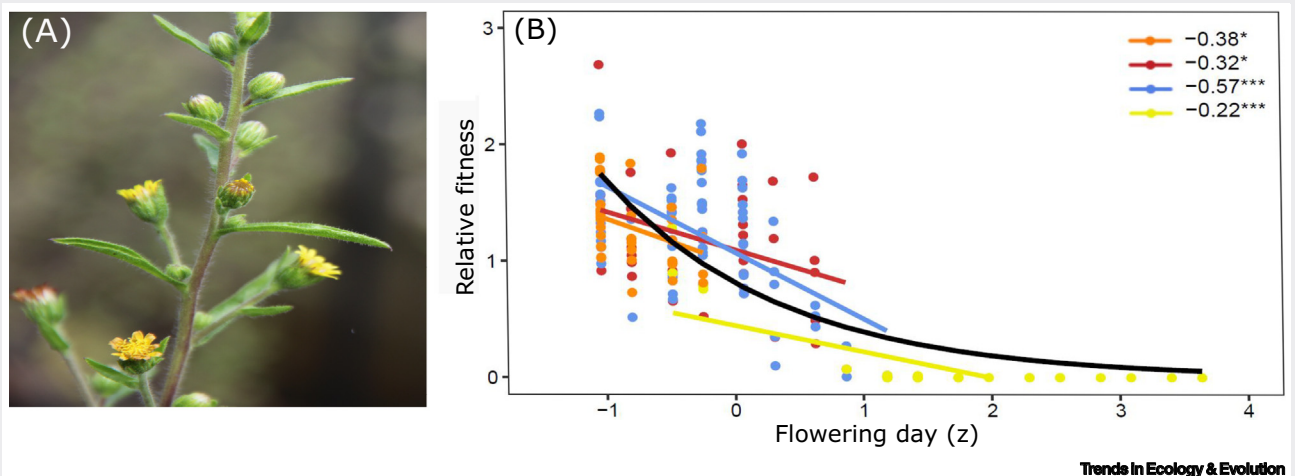 (A)
(B)
3
2
1
0
Relative fitness
−0.38*
−0.32*
−0.57***
−0.22***
−1
0
1
2
3
4
Flowering day (z)
Trends in Ecology & Evolution